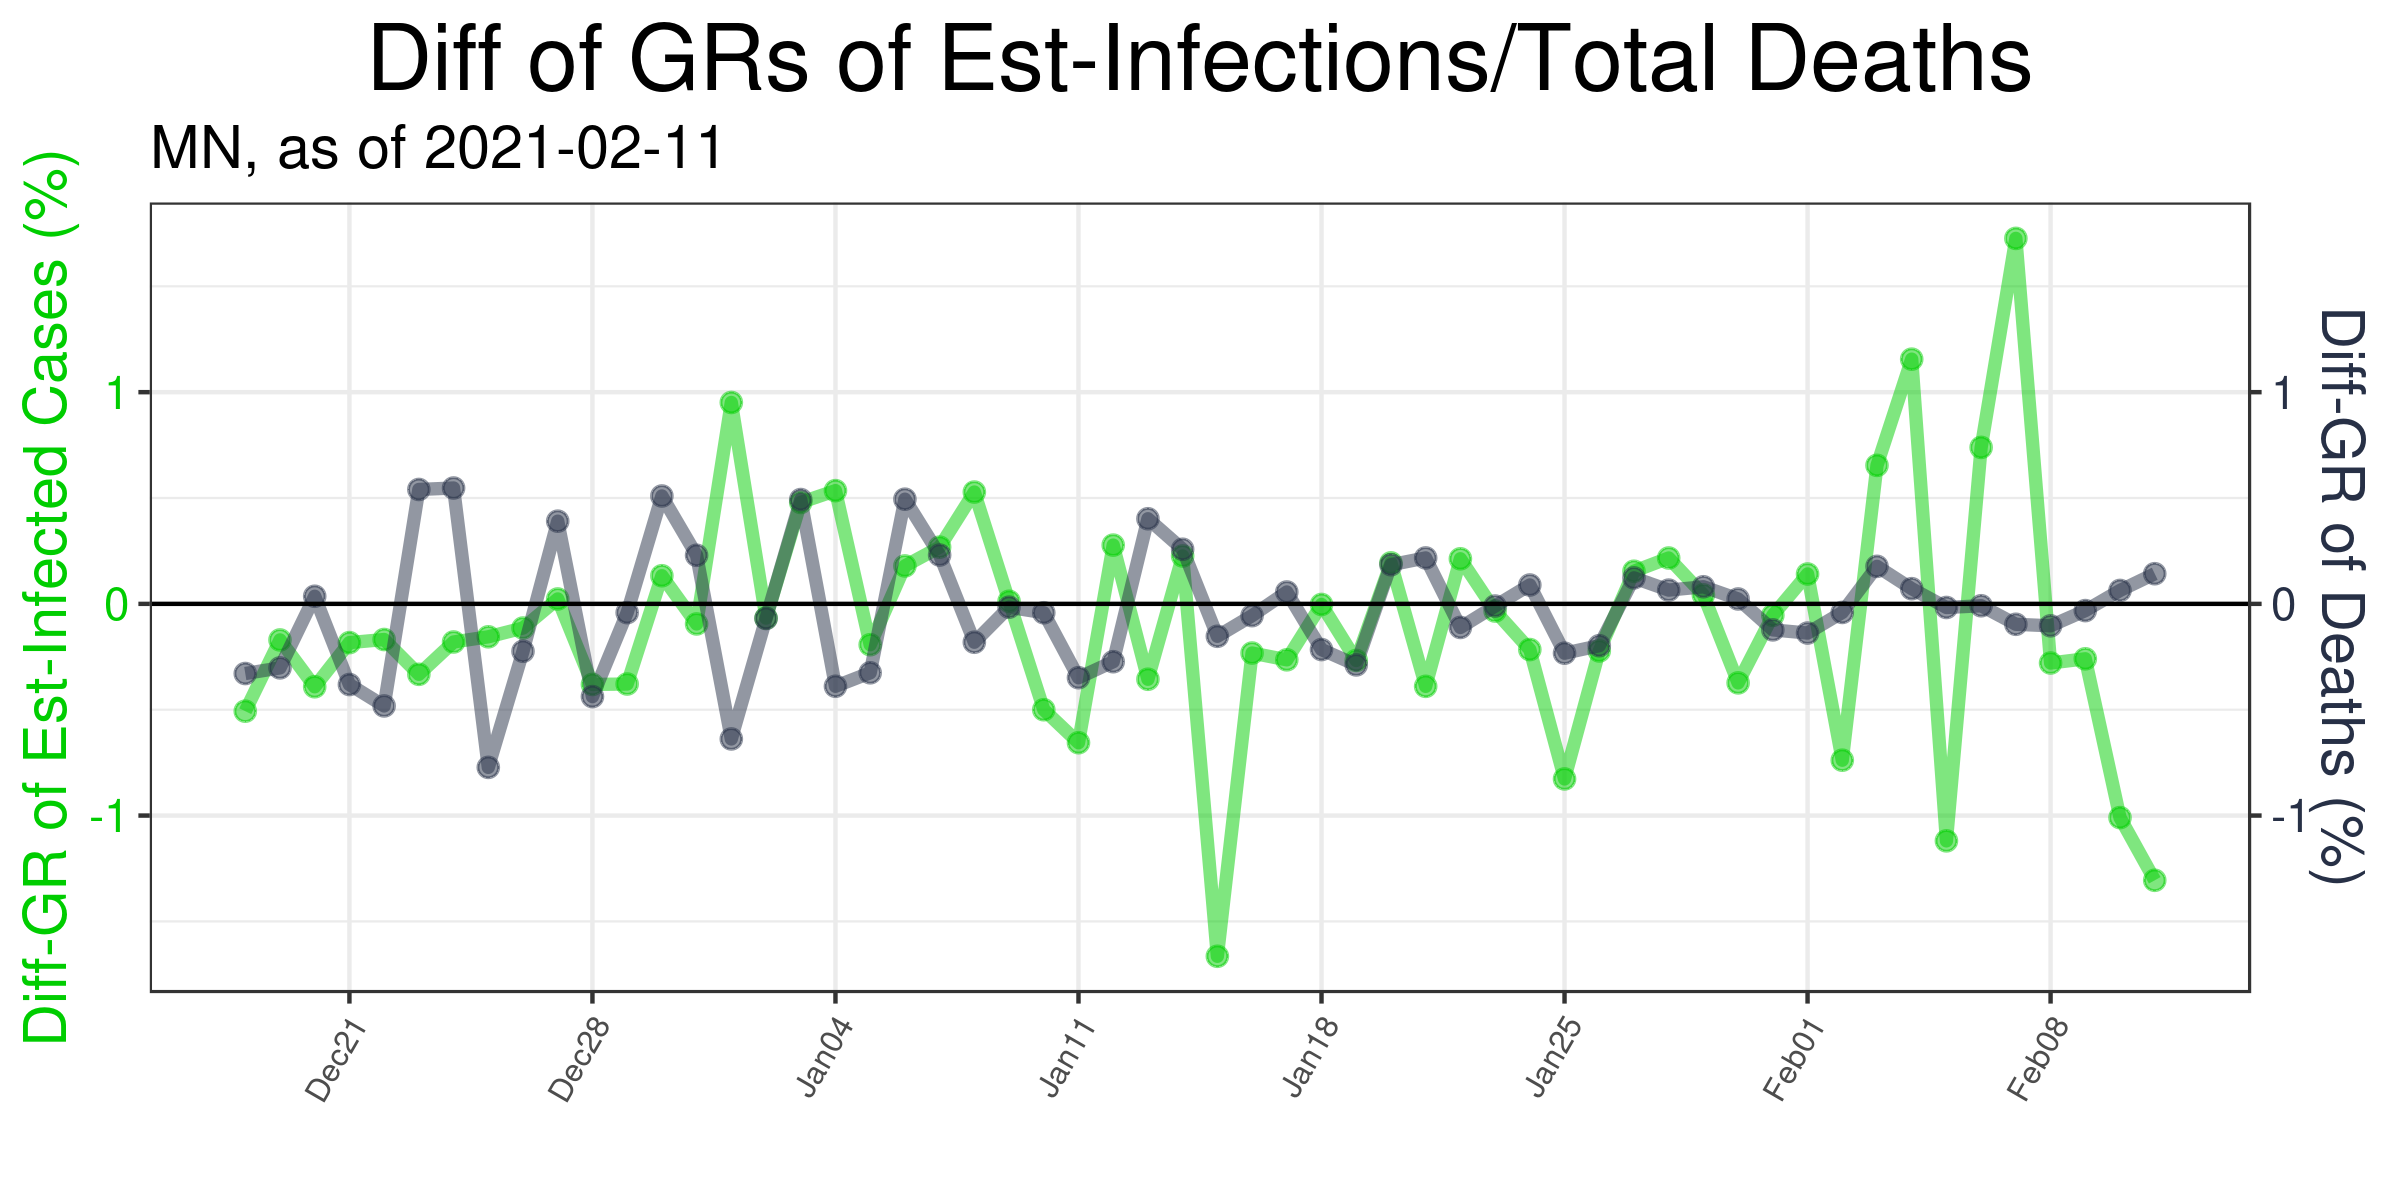 Diff of GRs of Est-Infections/Total Deaths
MN, as of 2021-02-11
Diff-GR of Est-Infected Cases (%)
1
0
-1
1
0
-1
Diff-GR of Deaths (%)
Dec21
Dec28
Jan04
Jan11
Jan18
Jan25
Feb01
Feb08